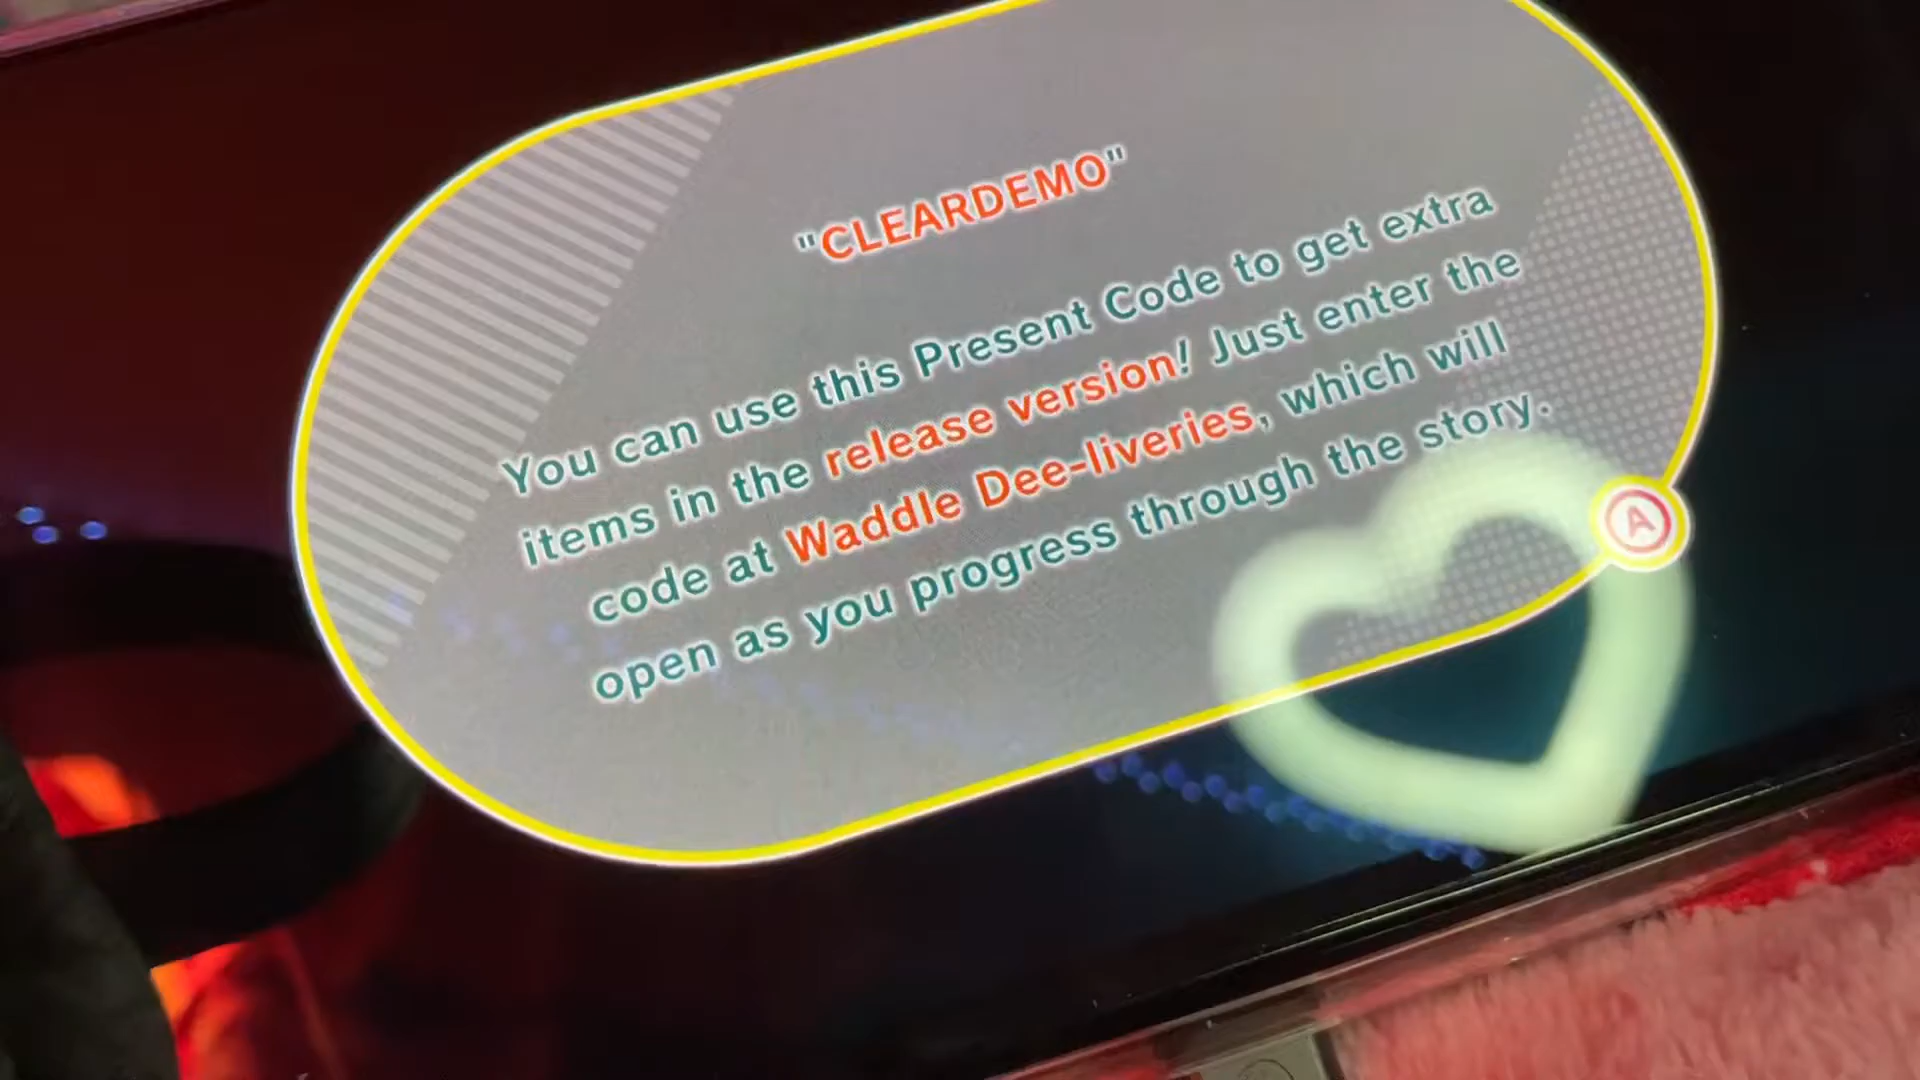 "CLEARDEMO"
You can use this Present Code to get extra
items in the release version! Just enter the
code at Waddle Dee-liveries, which will
open as you progress through the story.
A